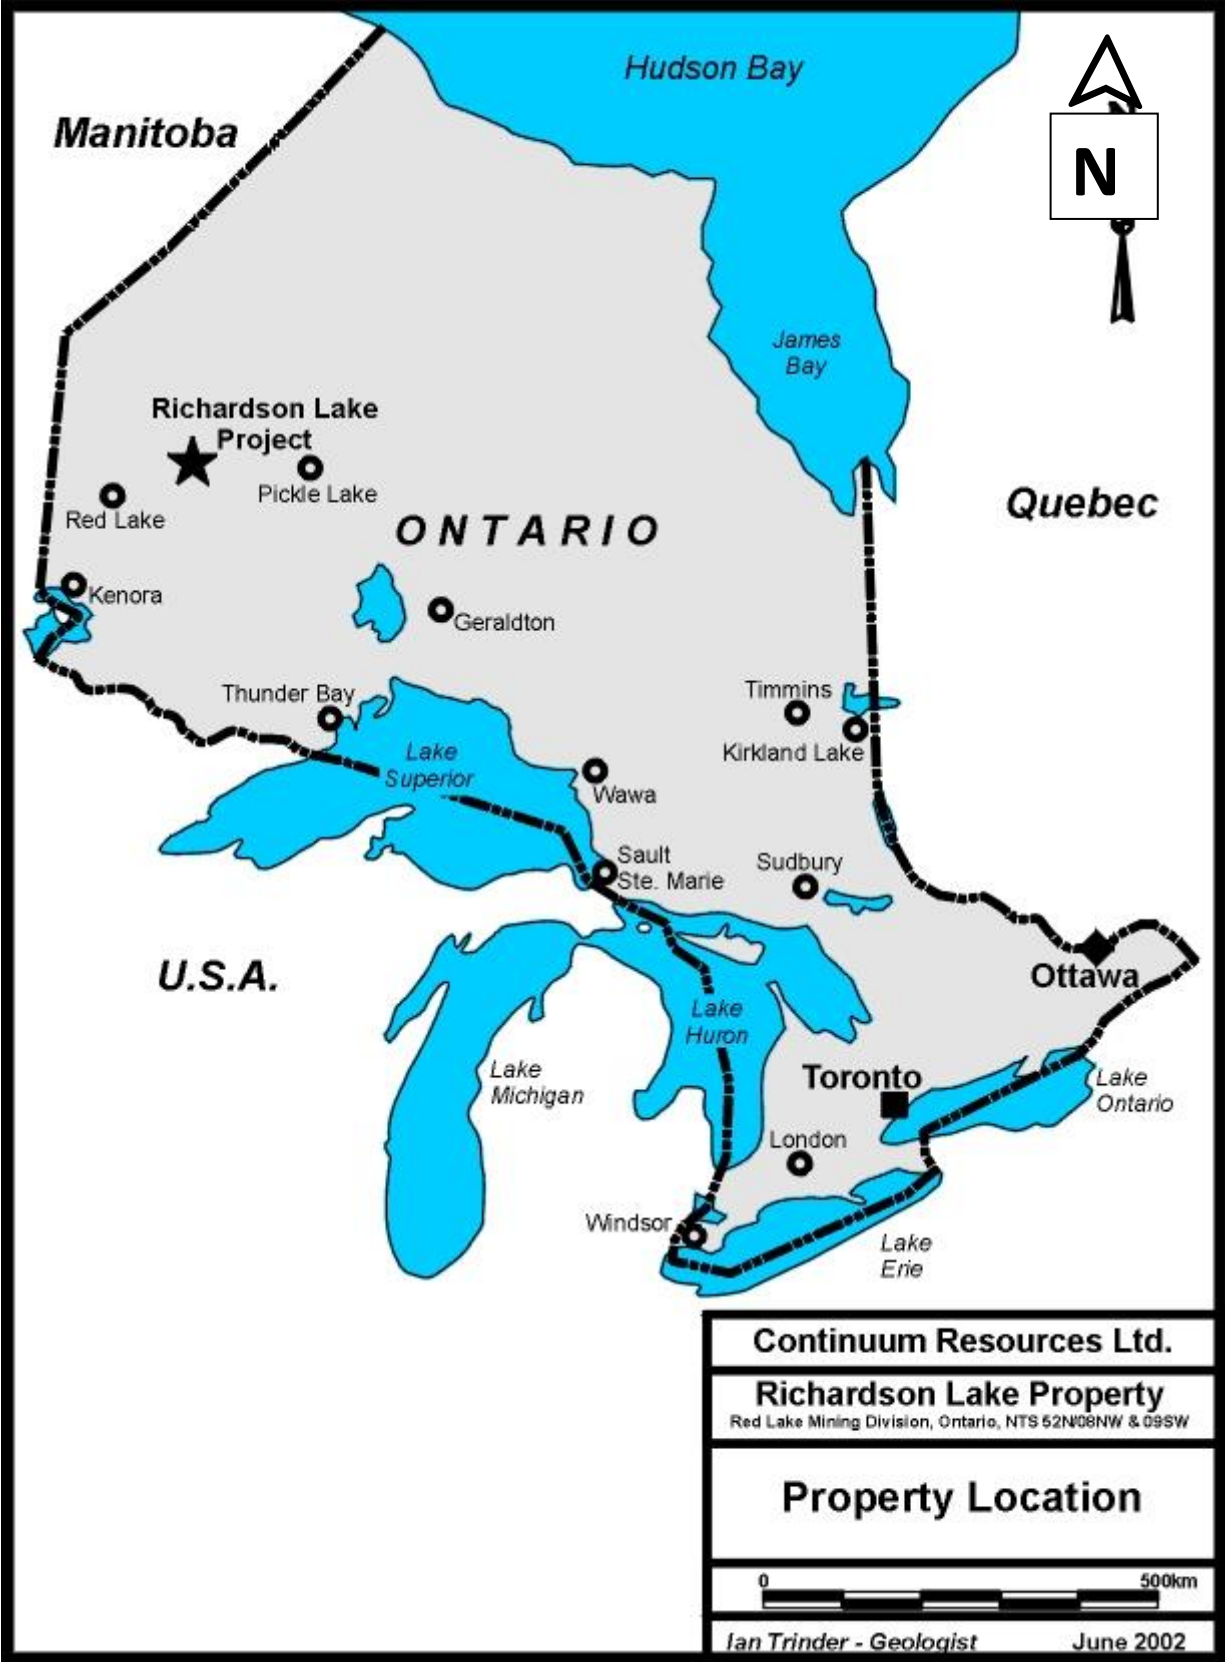 Hudson Bay
Manitoba
N
James
Bay
Richardson Lake
Project
Pickle Lake
Red Lake
ONTARIO
Quebec
Kenora
Geraldton
Thunder Bay
Timmins
Kirkland Lake
Lake
Superior
Wawa
Sault
Ste. Marie
Sudbury
U.S.A.
Ottawa
Lake
Huron
Lake
Michigan
Toronto
Lake
Ontario
London
Windsor
Lake
Erie
Continuum Resources Ltd.
Richardson Lake Property
Red Lake Mining Division, Ontario, NTS 52N/08NW & 09SW
Property Location
0 500km
Ian Trinder - Geologist June 2002